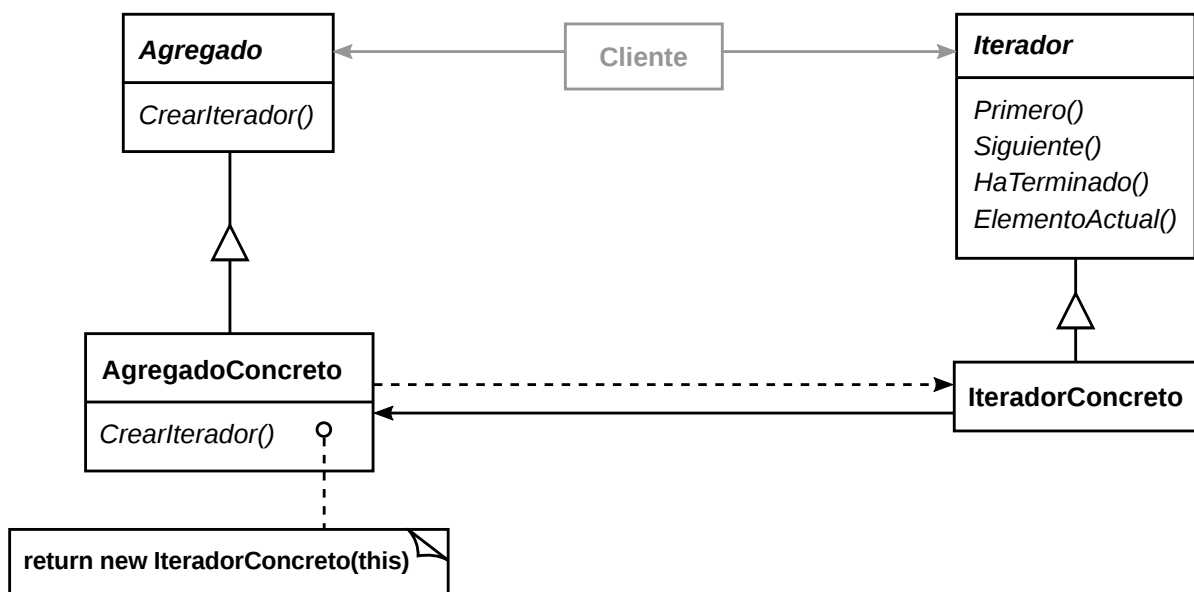 Agregado
CrearIterador()
Cliente
Iterador
Primero()
Siguiente()
HaTerminado()
ElementoActual()
AgregadoConcreto
CrearIterador()
IteradorConcreto
return new IteradorConcreto(this)